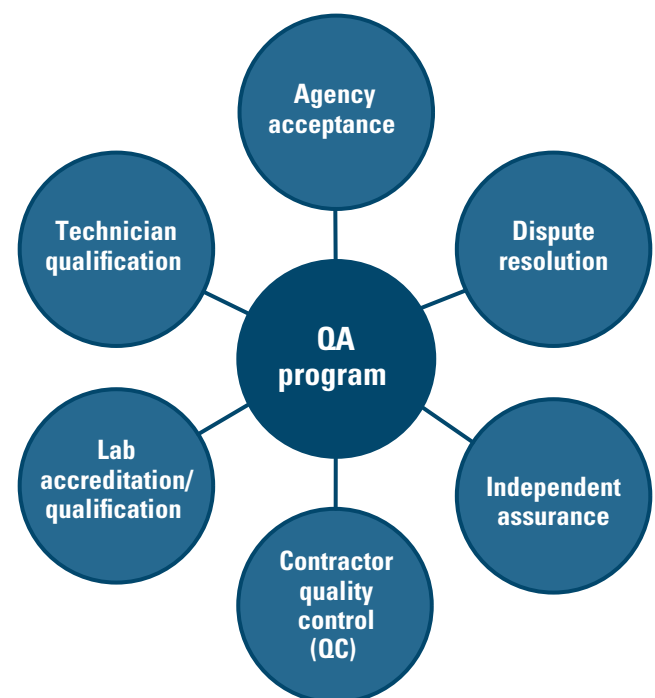 Agency
acceptance
Technician
qualification
Dispute
resolution
QA
program
Lab
accreditation/
qualification
Independent
assurance
Contractor
quality
control
(QC)